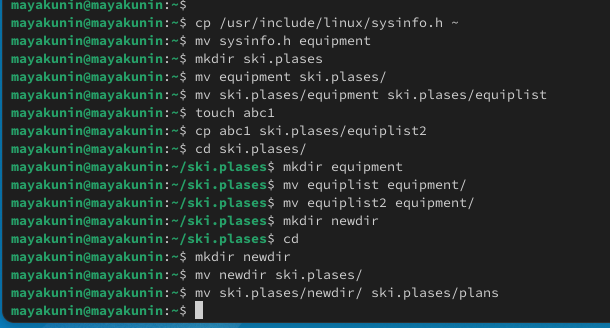 mayakunin@mayakunin:~$
mayakunin@mayakunin:~$ cp /usr/include/linux/sysinfo.h ~
mayakunin@mayakunin:~$ mv sysinfo.h equipment
mayakunin@mayakunin:~$ mkdir ski.plases
mayakunin@mayakunin:~$ mv equipment ski.plases/
mayakunin@mayakunin:~$ mv ski.plases/equipment ski.plases/equiplist
mayakunin@mayakunin:~$ touch abc1
mayakunin@mayakunin:~$ cp abc1 ski.plases/equiplist2
mayakunin@mayakunin:~$ cd ski.plases/
mayakunin@mayakunin:~/ski.plases$ mkdir equipment
mayakunin@mayakunin:~/ski.plases$ mv equiplist equipment/
mayakunin@mayakunin:~/ski.plases$ mv equiplist2 equipment/
mayakunin@mayakunin:~/ski.plases$ mkdir newdir
mayakunin@mayakunin:~/ski.plases$ cd
mayakunin@mayakunin:~$ mkdir newdir
mayakunin@mayakunin:~$ mv newdir ski.plases/
mayakunin@mayakunin:~$ mv ski.plases/newdir/ ski.plases/plans
mayakunin@mayakunin:~$